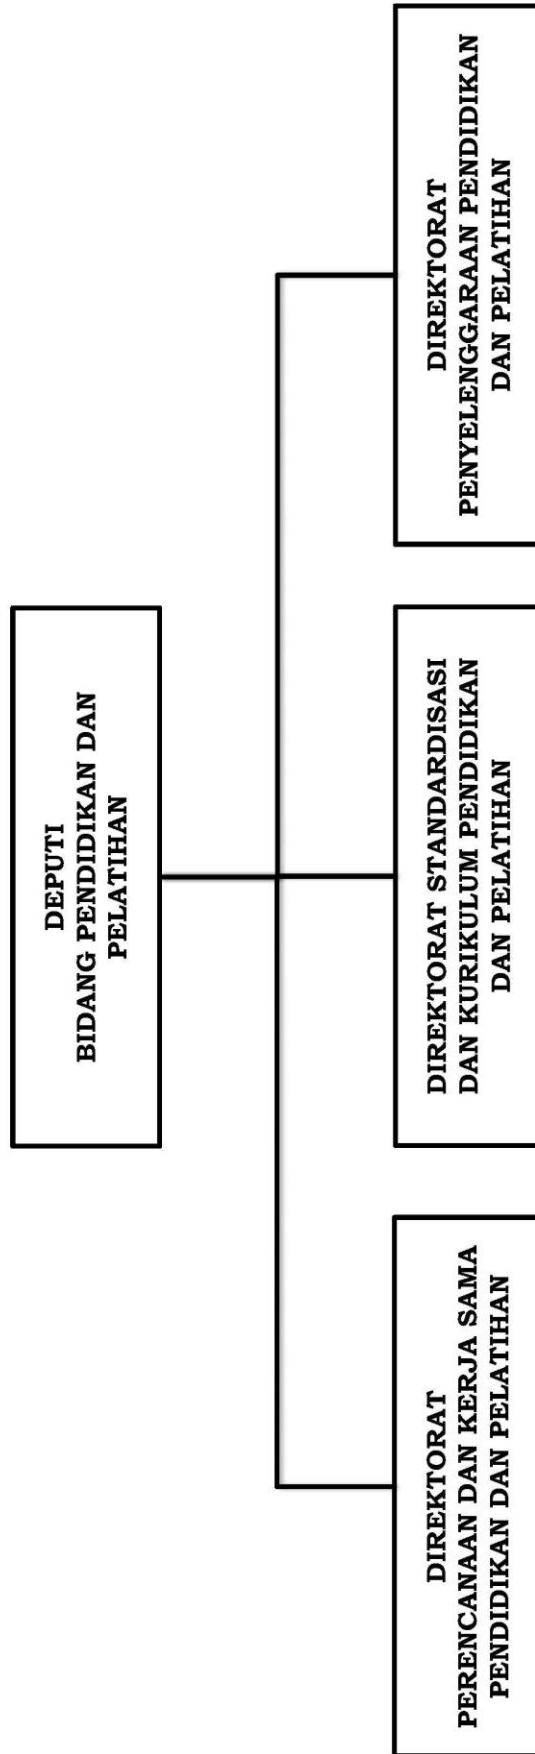 DEPUTI
BIDANG PENDIDIKAN DAN
PELATIHAN
DIREKTORAT
PERENCANAAN DAN KERJA SAMA
PENDIDIKAN DAN PELATIHAN
DIREKTORAT STANDARDISASI
DAN KURIKULUM PENDIDIKAN
DAN PELATIHAN
DIREKTORAT
PENYELENGGARAAN PENDIDIKAN
DAN PELATIHAN